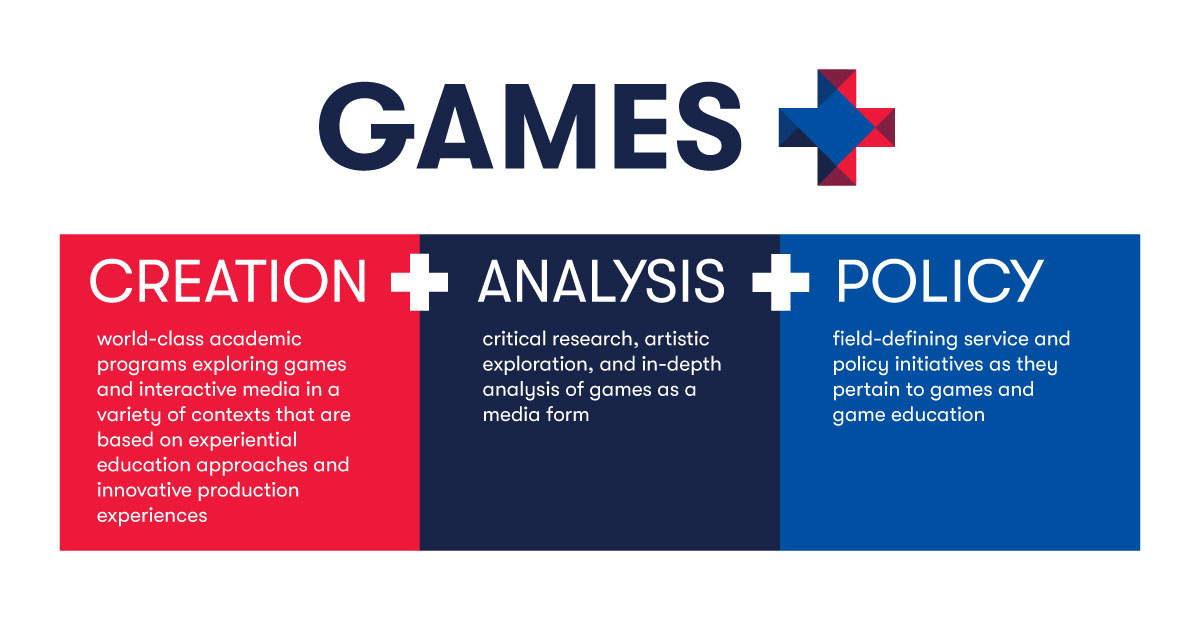 GAMES
CREATION
world-class academic
programs exploring games
and interactive media in a
variety of contexts that are
based on experiential
education approaches and
innovative production
experiences
ANALYSIS
critical research, artistic
exploration, and in-depth
analysis of games as a
media form
POLICY
field-defining service and
policy initiatives as they
pertain to games and
game education